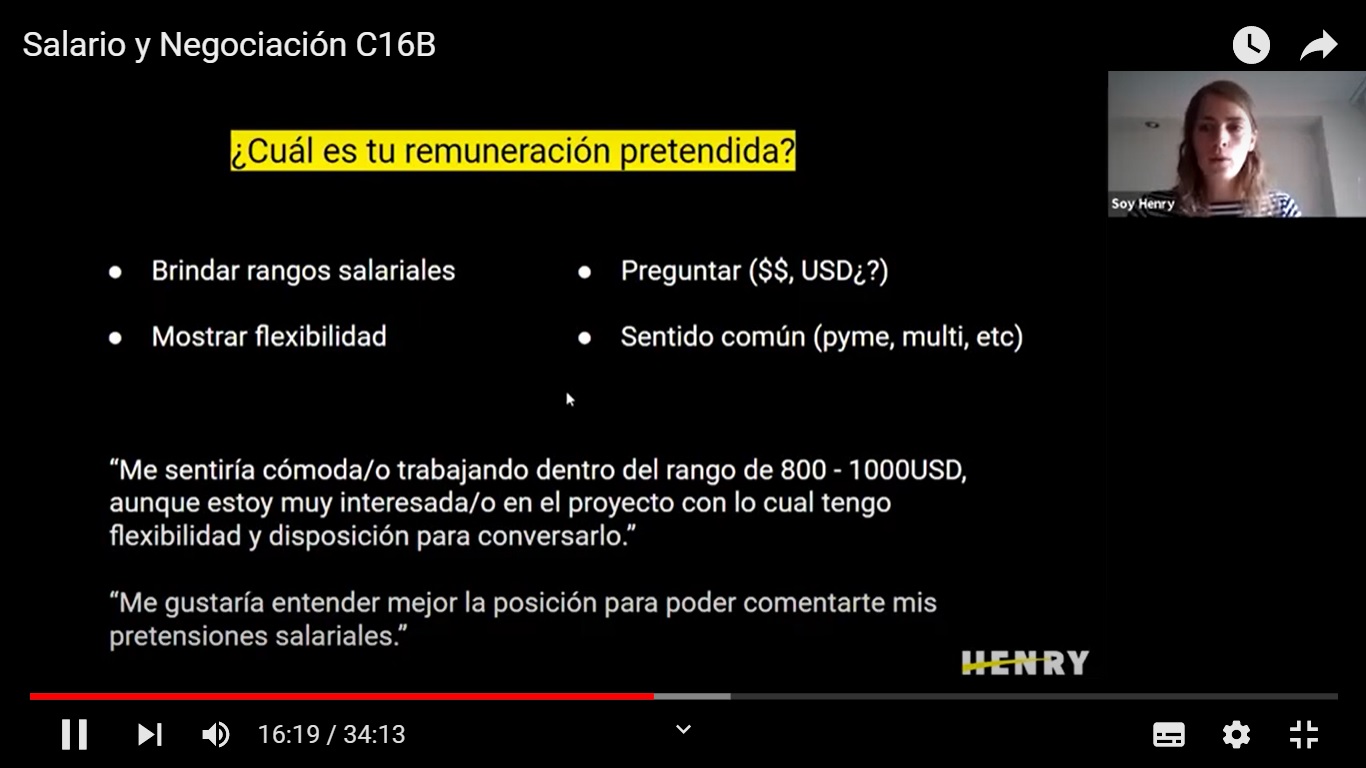 Salario y Negociación C16B
¿Cuál es tu remuneración pretendida?
Soy Henry
● Brindar rangos salariales
● Preguntar ($$, USD¿?)
● Mostrar flexibilidad
● Sentido común (pyme, multi, etc)
“Me sentiría cómoda/o trabajando dentro del rango de 800 - 1000USD,
aunque estoy muy interesada/o en el proyecto con lo cual tengo
flexibilidad y disposición para conversarlo.”
“Me gustaría entender mejor la posición para poder comentarte mis
pretensiones salariales.”
HENRY
16:19 / 34:13